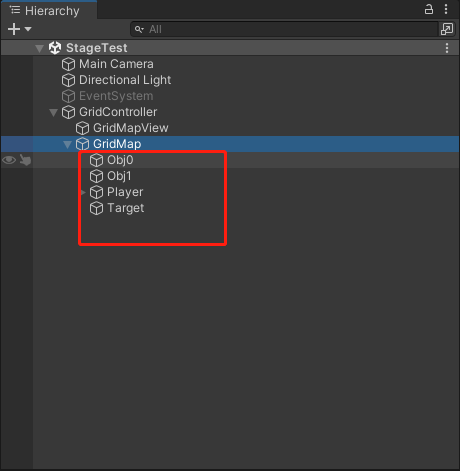 Hierarchy
All
StageTest
Main Camera
Directional Light
EventSystem
GridController
GridMapView
GridMap
Obj0
Obj1
Player
Target